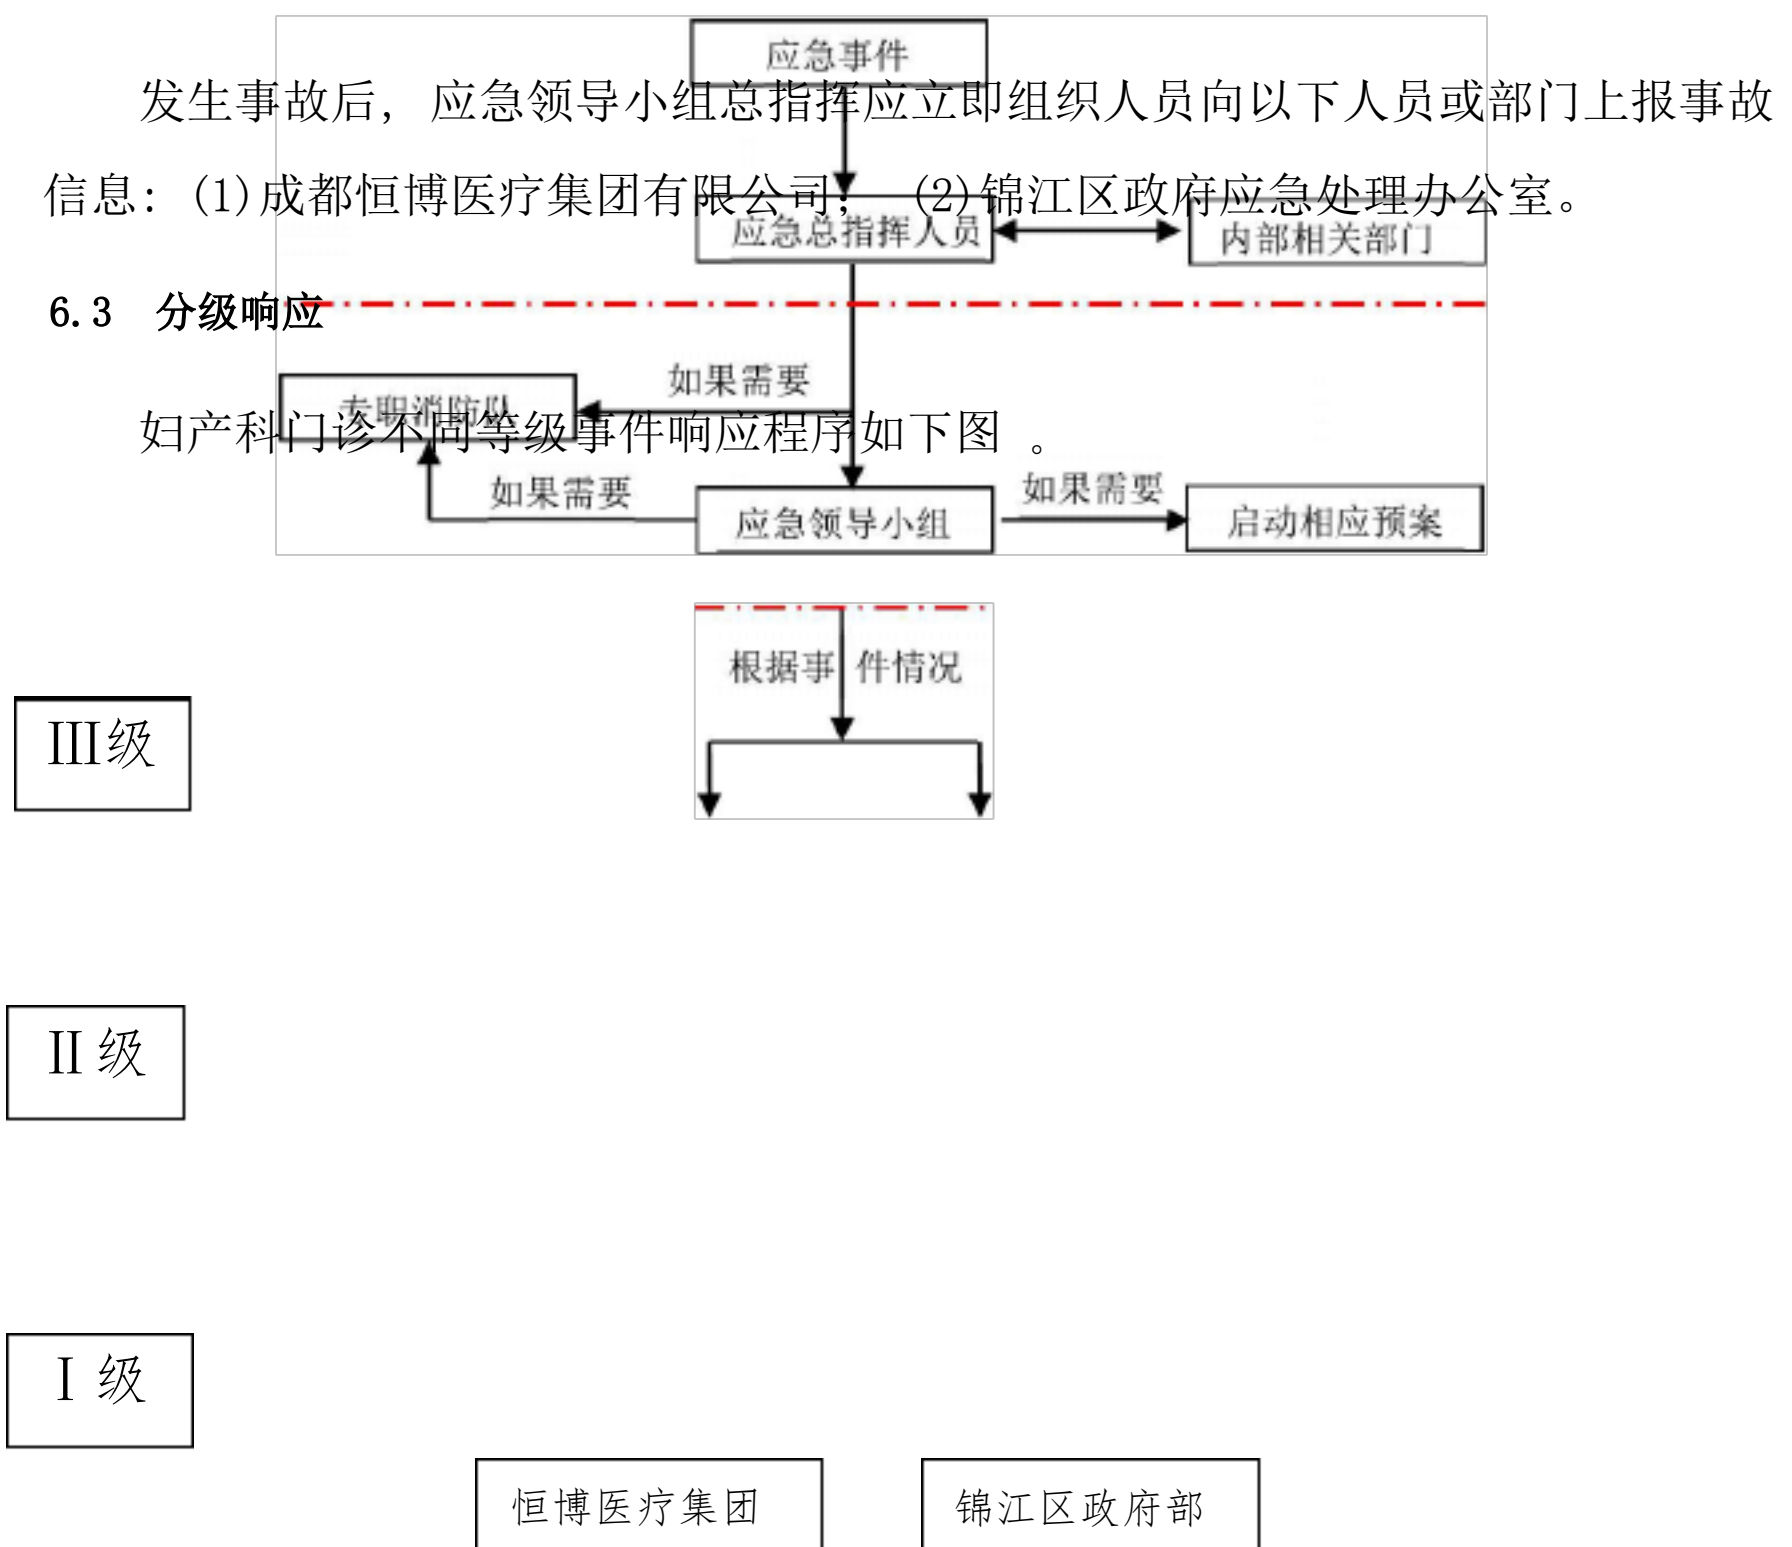 应急事件
发生事故后, 应急领导小组总指挥应立即组织人员向以下人员或部门上报事故
信息: (1)成都恒博医疗集团有限公司; (2)锦江区政府应急处理办公室。
应急总指挥人员
内部相关部门
6.3 分级响应
如果需要
专职消防队
妇产科门诊不同等级事件响应程序如下图 。
如果需要
如果需要
应急领导小组
启动相应预案
根据事 件情况
III级
II 级
I 级
恒博医疗集团
锦江区政府部